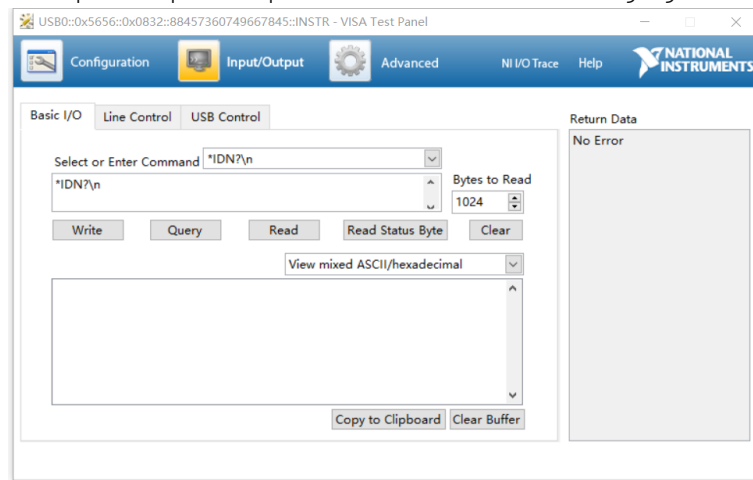 USB0::0x5656::0x0832::88457360749667845::INSTR - VISA Test Panel
Configuration Input/Output Advanced NI I/O Trace Help NATIONAL INSTRUMENTS
Basic I/O Line Control USB Control
Return Data
No Error
Select or Enter Command *IDN?\n
*IDN?\n
Bytes to Read
1024
Write Query Read Read Status Byte Clear
View mixed ASCII/hexadecimal
Copy to Clipboard Clear Buffer